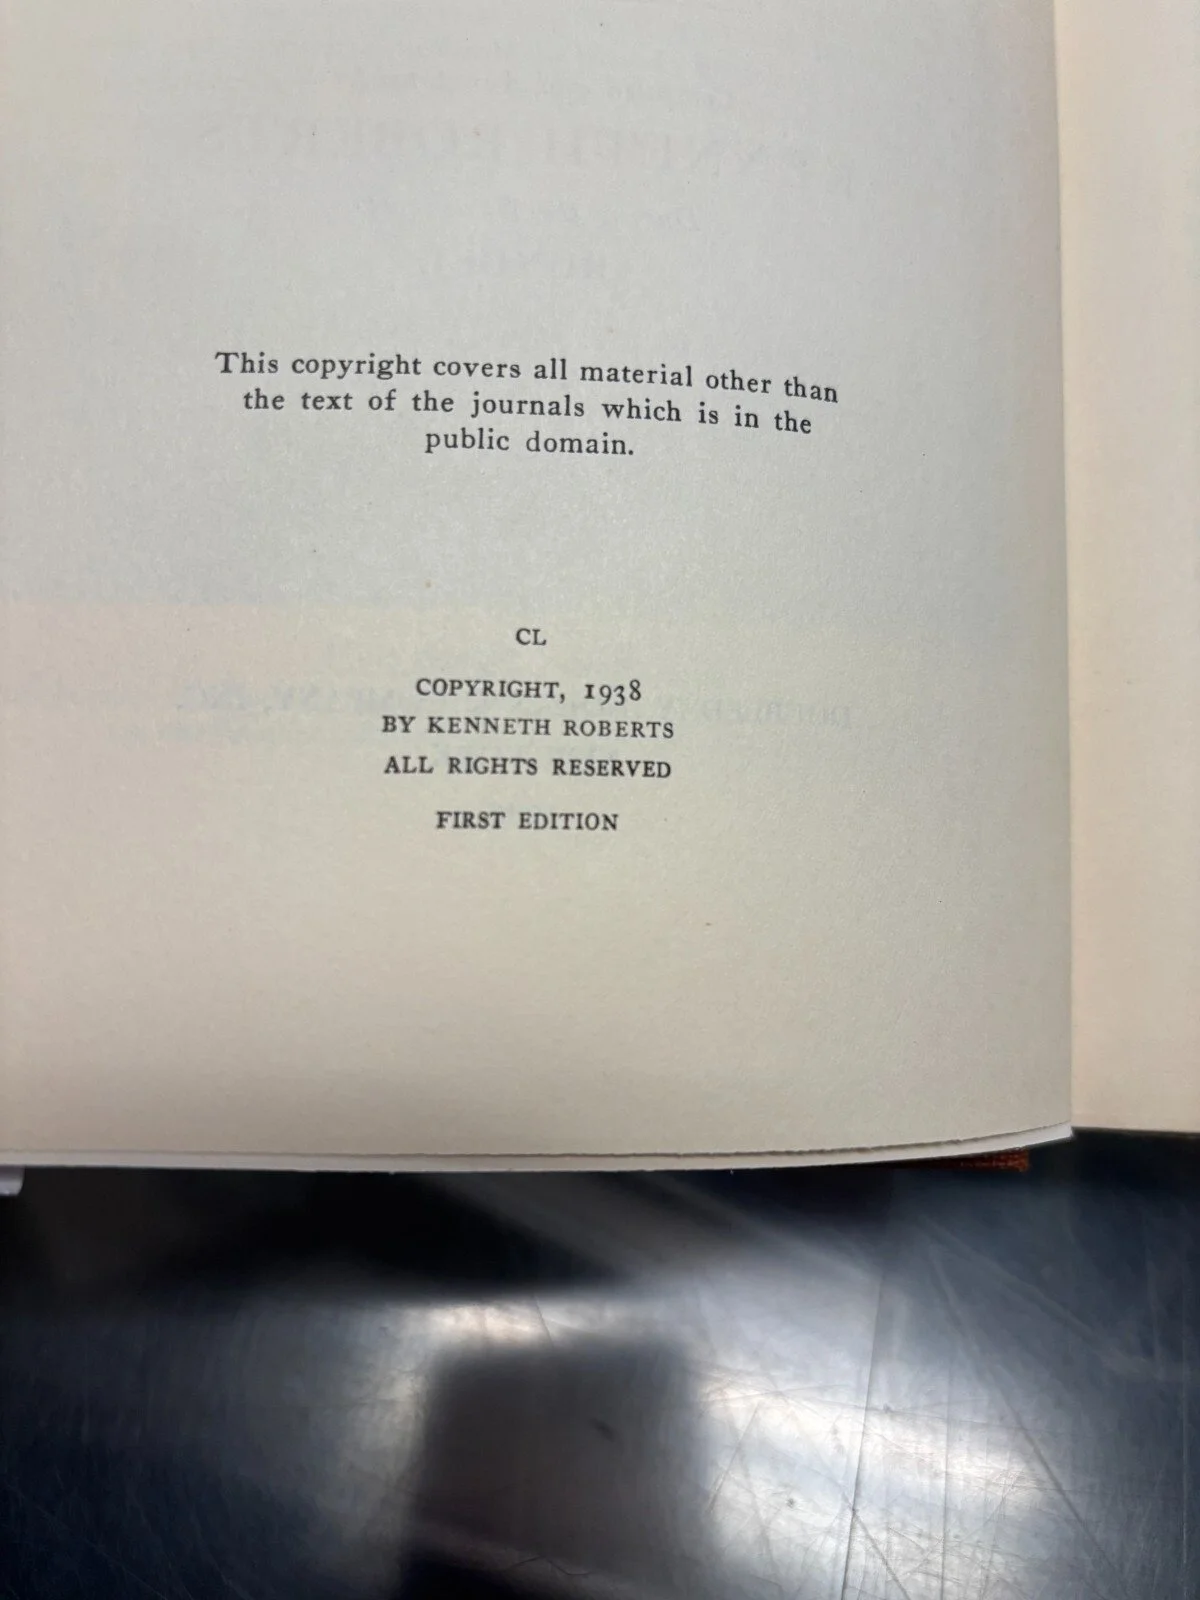 This copyright covers all material other than
the text of the journals which is in the
public domain.
CL
COPYRIGHT, 1938
BY KENNETH ROBERTS
ALL RIGHTS RESERVED
FIRST EDITION